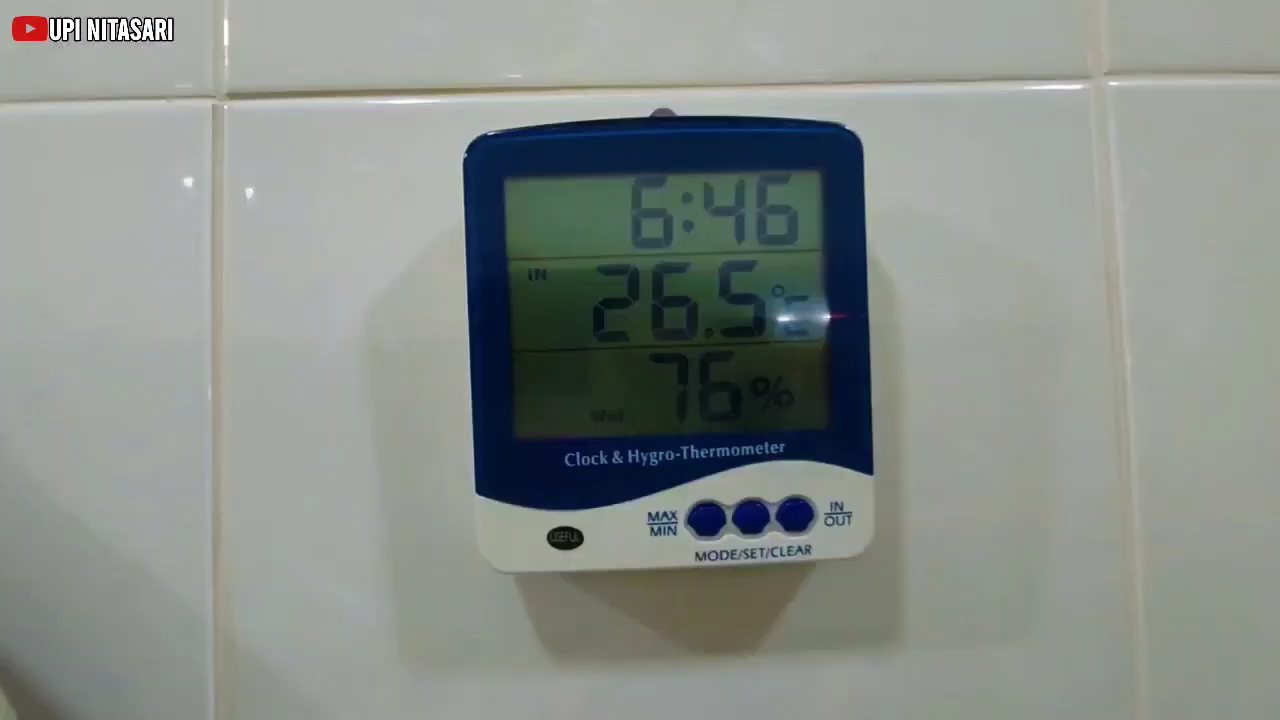 UPI NITASARI
6:46
IN
26.5°C
76%
Clock & Hygro-Thermometer
MAX
MIN
IN
OUT
USEFUL
MODE/SET/CLEAR